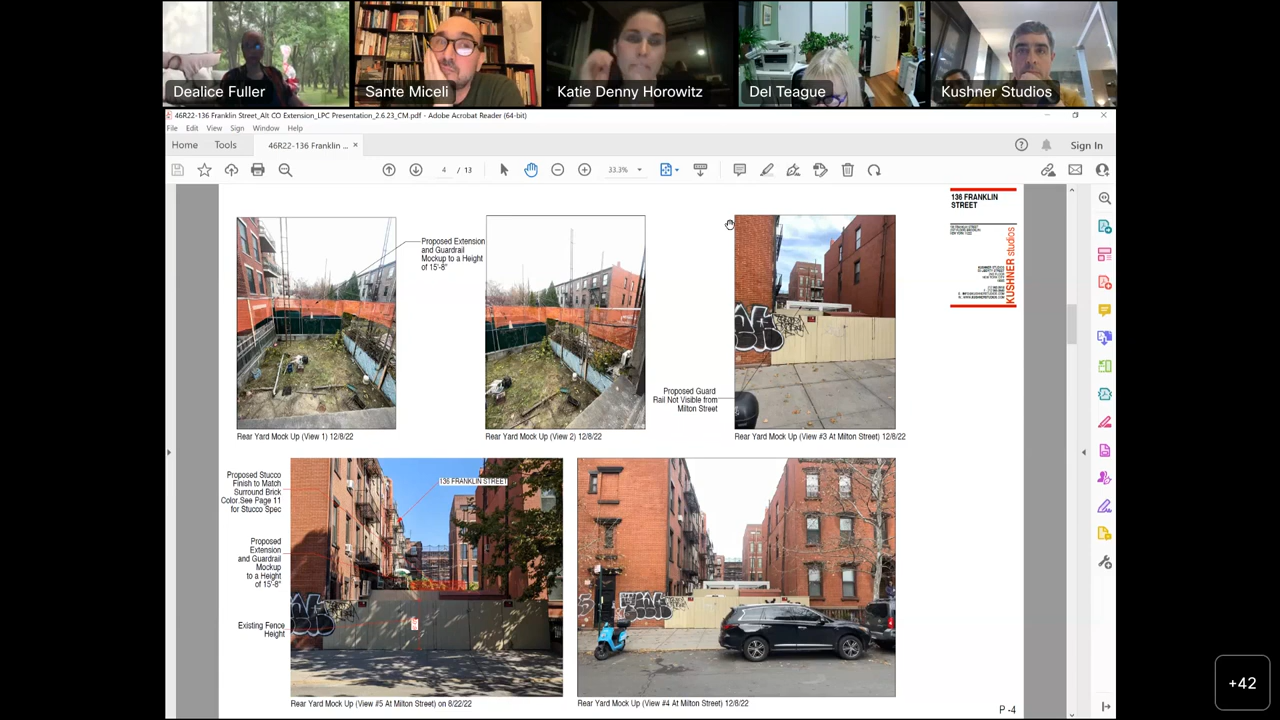 Dealice Fuller
Sante Miceli
Katie Denny Horowitz
Del Teague
Kushner Studios
46R22-136 Franklin Street_Alt CO Extension_LPC Presentation_2.6.23_CM.pdf - Adobe Acrobat Reader (64-bit)
File Edit View Sign Window Help
Home Tools 46R22-136 Franklin ... × Sign In
4 / 13 33.3%
136 FRANKLIN
STREET
KUSHNER studios
Proposed Extension
and Guardrail
Mockup to a Height
of 15'-8"
Proposed Guard
Rail Not Visible from
Milton Street
Rear Yard Mock Up (View 1) 12/8/22
Rear Yard Mock Up (View 2) 12/8/22
Rear Yard Mock Up (View #3 At Milton Street) 12/8/22
Proposed Stucco
Finish to Match
Surround Brick
Color.See Page 11
for Stucco Spec
136 FRANKLIN STREET
Proposed
Extension
and Guardrail
Mockup
to a Height
of 15'-8"
Existing Fence
Height
Rear Yard Mock Up (View #5 At Milton Street) on 8/22/22
Rear Yard Mock Up (View #4 At Milton Street) 12/8/22
P -4
+42